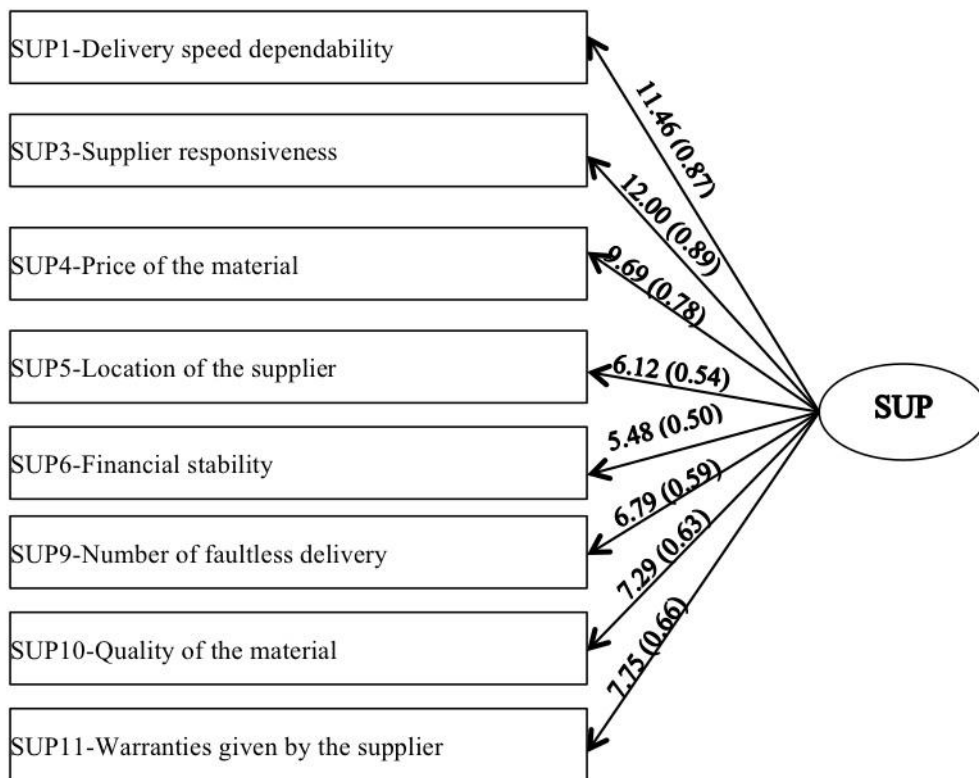 SUP1-Delivery speed dependability
11.46 (0.87)
SUP3-Supplier responsiveness
12.00 (0.89)
SUP4-Price of the material
9.69 (0.78)
SUP5-Location of the supplier
6.12 (0.54)
SUP
SUP6-Financial stability
5.48 (0.50)
SUP9-Number of faultless delivery
6.79 (0.59)
SUP10-Quality of the material
7.29 (0.63)
SUP11-Warranties given by the supplier
7.75 (0.66)